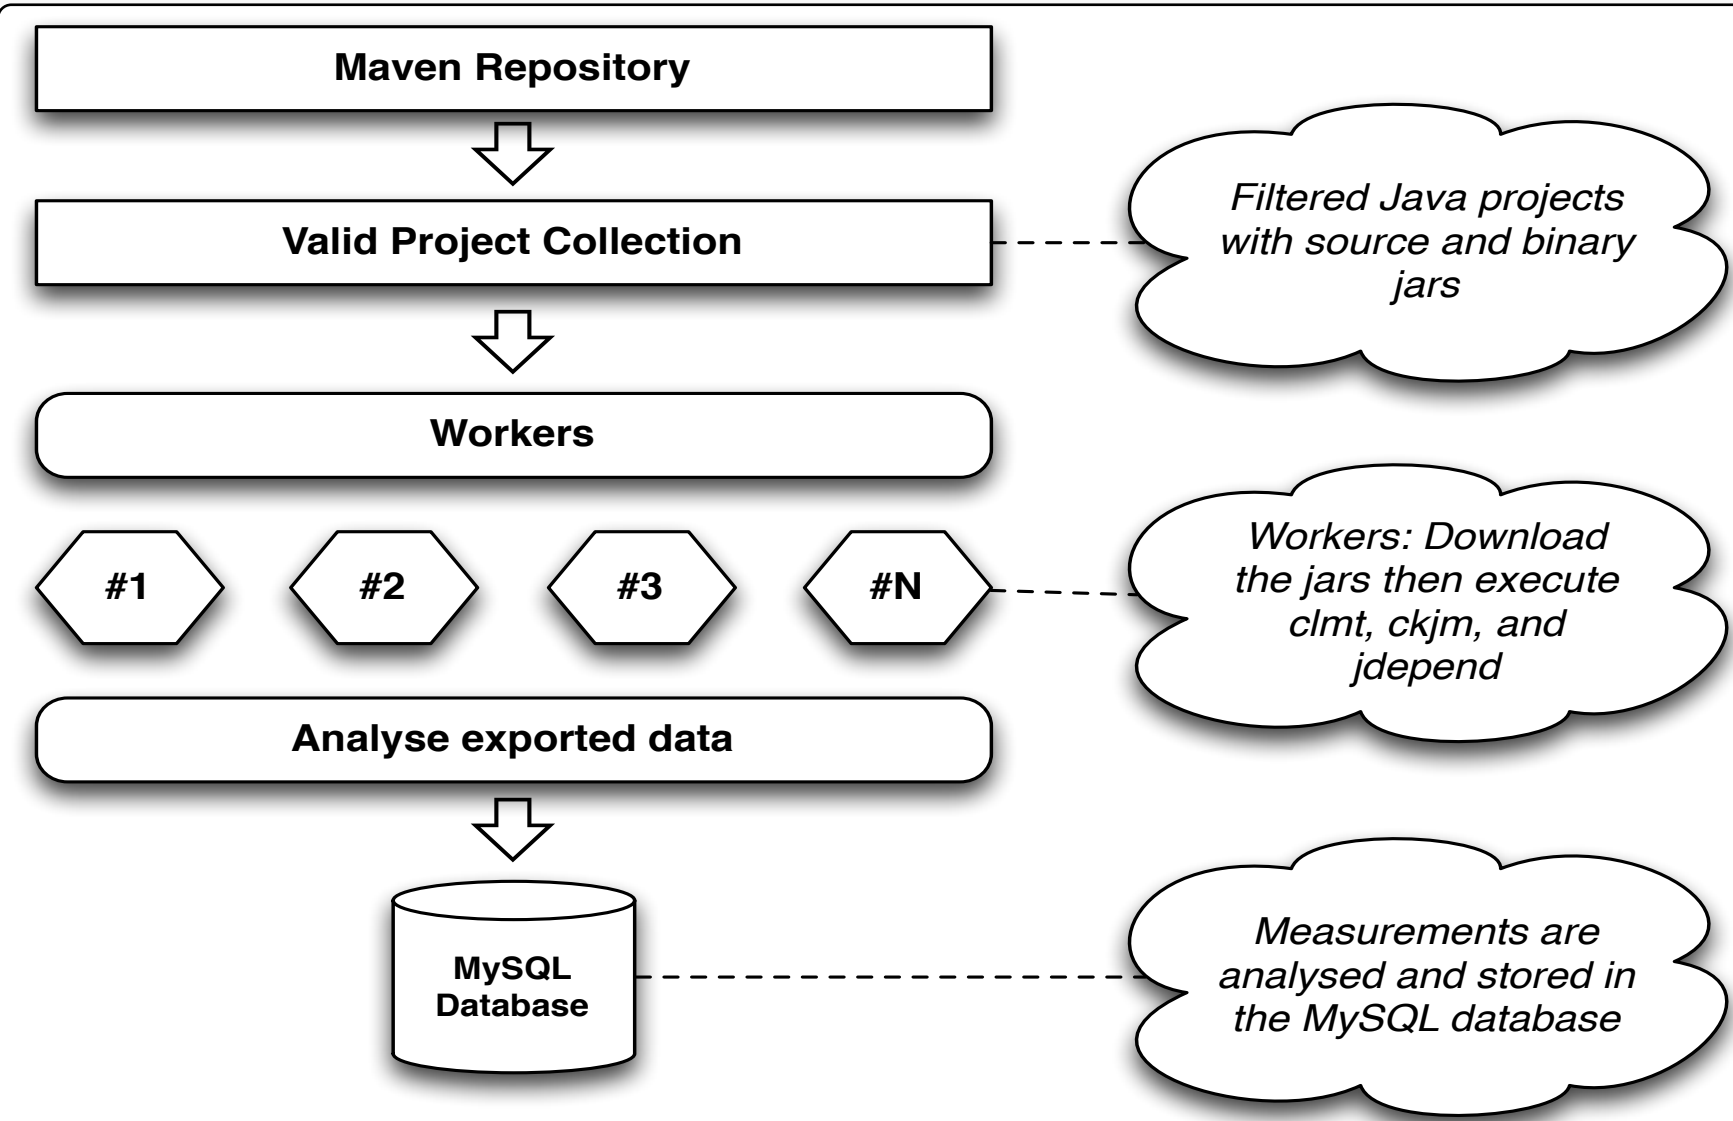 Maven Repository
Valid Project Collection
Filtered Java projects
with source and binary
jars
Workers
#1
#2
#3
#N
Workers: Download
the jars then execute
clmt, ckjm, and
jdepend
Analyse exported data
MySQL
Database
Measurements are
analysed and stored in
the MySQL database